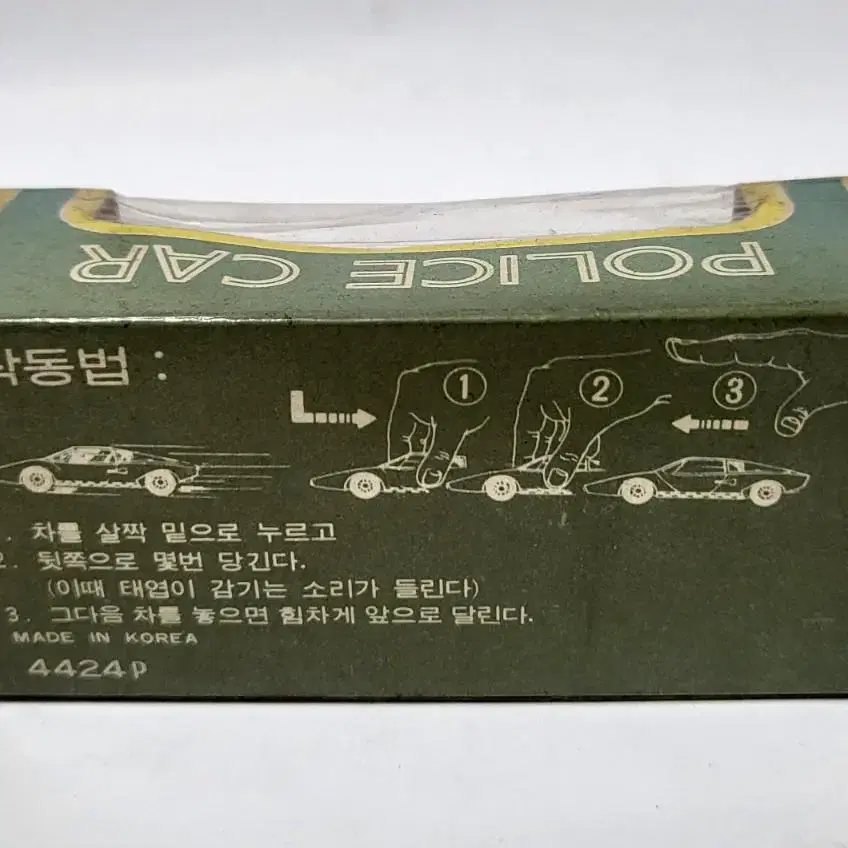 POLICE CAR
작동법 :
1 2 3
. 차를 살짝 밑으로 누르고
2. 뒷쪽으로 몇번 당긴다.
(이때 태엽이 감기는 소리가 들린다)
3. 그다음 차를 놓으면 힘차게 앞으로 달린다.
MADE IN KOREA
4424P